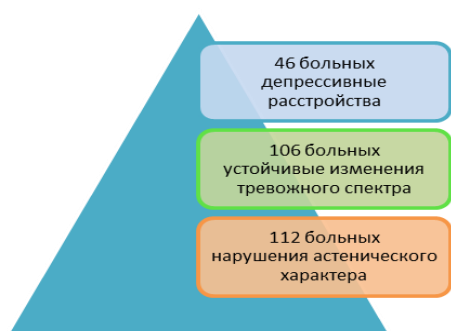 46 больных
депрессивные
расстройства
106 больных
устойчивые изменения
тревожного спектра
112 больных
нарушения астенического
характера